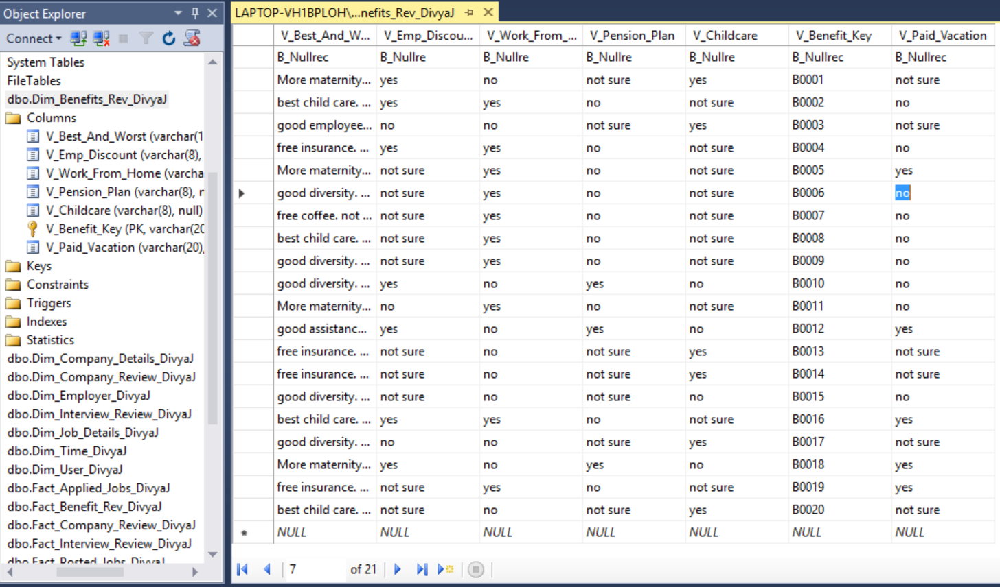 Object Explorer
Connect
System Tables
FileTables
dbo.Dim_Benefits_Rev_DivyaJ
Columns
V_Best_And_Worst (varchar(1
V_Emp_Discount (varchar(8),
V_Work_From_Home (varcha
V_Pension_Plan (varchar(8), n
V_Childcare (varchar(8), null)
V_Benefit_Key (PK, varchar(20
V_Paid_Vacation (varchar(20),
Keys
Constraints
Triggers
Indexes
Statistics
dbo.Dim_Company_Details_DivyaJ
dbo.Dim_Company_Review_DivyaJ
dbo.Dim_Employer_DivyaJ
dbo.Dim_Interview_Review_DivyaJ
dbo.Dim_Job_Details_DivyaJ
dbo.Dim_Time_DivyaJ
dbo.Dim_User_DivyaJ
dbo.Fact_Applied_Jobs_DivyaJ
dbo.Fact_Benefit_Rev_DivyaJ
dbo.Fact_Company_Review_DivyaJ
dbo.Fact_Interview_Review_DivyaJ
dbo.Fact_Posted_Jobs_DivyaJ
LAPTOP-VH1BPLOH\...nefits_Rev_DivyaJ
V_Best_And_W... V_Emp_Discou... V_Work_From_... V_Pension_Plan V_Childcare V_Benefit_Key V_Paid_Vacation
B_Nullrec B_Nullre B_Nullre B_Nullre B_Nullre B_Nullrec B_Nullrec
More maternity... yes no not sure yes B0001 not sure
best child care. ... yes yes no not sure B0002 no
good employee... no no not sure yes B0003 not sure
free insurance. ... yes yes no not sure B0004 no
More maternity... not sure yes no not sure B0005 yes
good diversity. ... not sure yes no not sure B0006 no
free coffee. not ... not sure yes no not sure B0007 no
best child care. ... not sure yes no not sure B0008 no
good diversity. ... not sure yes no not sure B0009 no
good diversity. ... yes no yes no B0010 no
More maternity... no yes no not sure B0011 no
good assistanc... yes no yes no B0012 yes
free insurance. ... not sure no not sure yes B0013 not sure
free insurance. ... not sure no not sure yes B0014 not sure
good diversity. ... not sure no not sure no B0015 no
best child care. ... yes yes no not sure B0016 yes
good diversity. ... no no not sure yes B0017 not sure
More maternity... yes no yes no B0018 yes
free insurance. ... not sure yes no not sure B0019 yes
best child care. ... not sure no not sure yes B0020 not sure
NULL NULL NULL NULL NULL NULL NULL
7 of 21